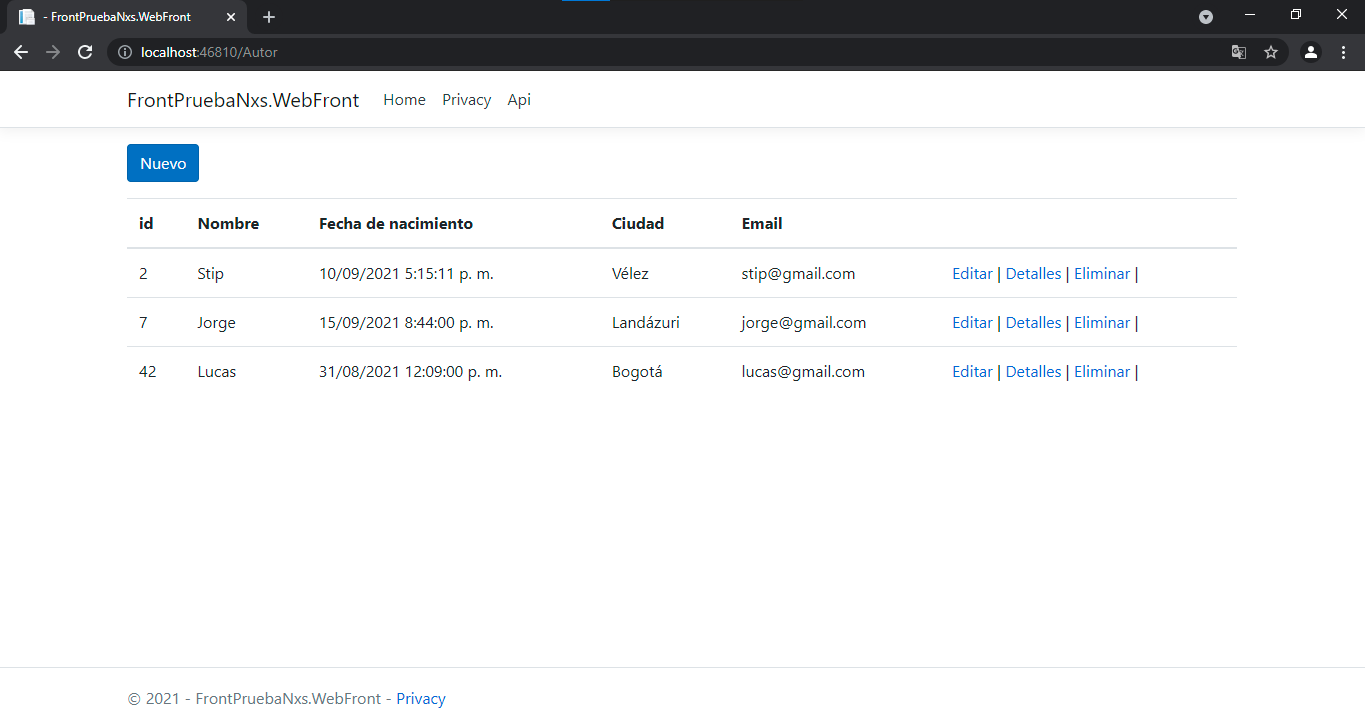 - FrontPruebaNxs.WebFront
localhost:46810/Autor
FrontPruebaNxs.WebFront Home Privacy Api
Nuevo
id Nombre Fecha de nacimiento Ciudad Email
2 Stip 10/09/2021 5:15:11 p. m. Vélez stip@gmail.com Editar | Detalles | Eliminar |
7 Jorge 15/09/2021 8:44:00 p. m. Landázuri jorge@gmail.com Editar | Detalles | Eliminar |
42 Lucas 31/08/2021 12:09:00 p. m. Bogotá lucas@gmail.com Editar | Detalles | Eliminar |
© 2021 - FrontPruebaNxs.WebFront - Privacy